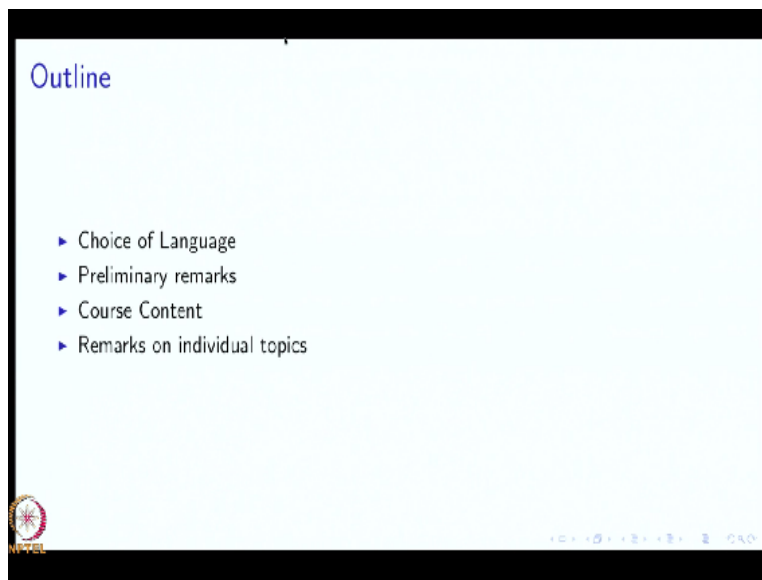 Outline
Choice of Language
Preliminary remarks
Course Content
Remarks on individual topics
NPTEL